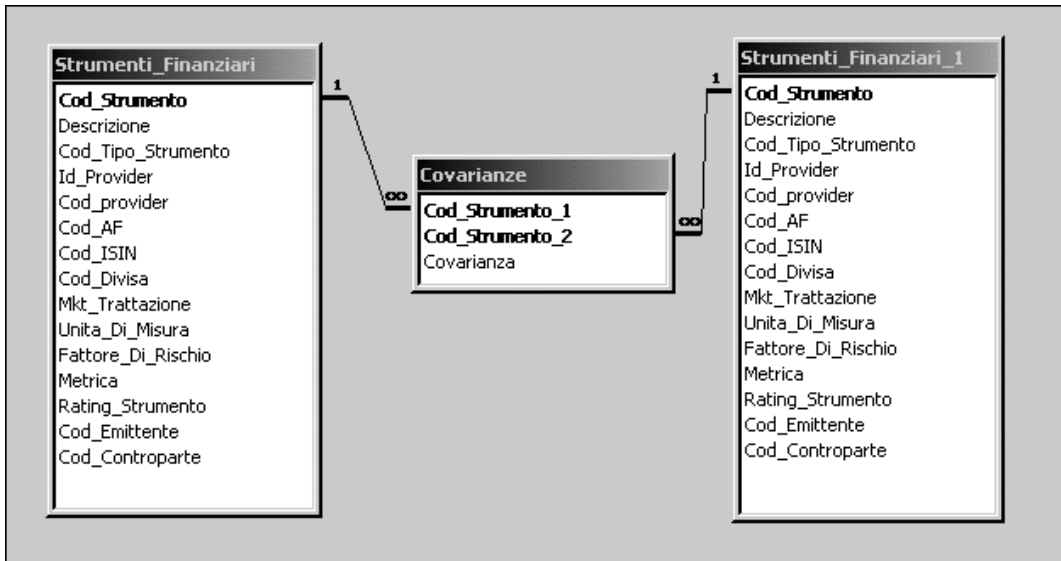 Strumenti_Finanziari
Cod_Strumento
Descrizione
Cod_Tipo_Strumento
Id_Provider
Cod_provider
Cod_AF
Cod_ISIN
Cod_Divisa
Mkt_Trattazione
Unita_Di_Misura
Fattore_Di_Rischio
Metrica
Rating_Strumento
Cod_Emittente
Cod_Controparte
1
∞
Covarianze
Cod_Strumento_1
Cod_Strumento_2
Covarianza
∞
1
Strumenti_Finanziari_1
Cod_Strumento
Descrizione
Cod_Tipo_Strumento
Id_Provider
Cod_provider
Cod_AF
Cod_ISIN
Cod_Divisa
Mkt_Trattazione
Unita_Di_Misura
Fattore_Di_Rischio
Metrica
Rating_Strumento
Cod_Emittente
Cod_Controparte